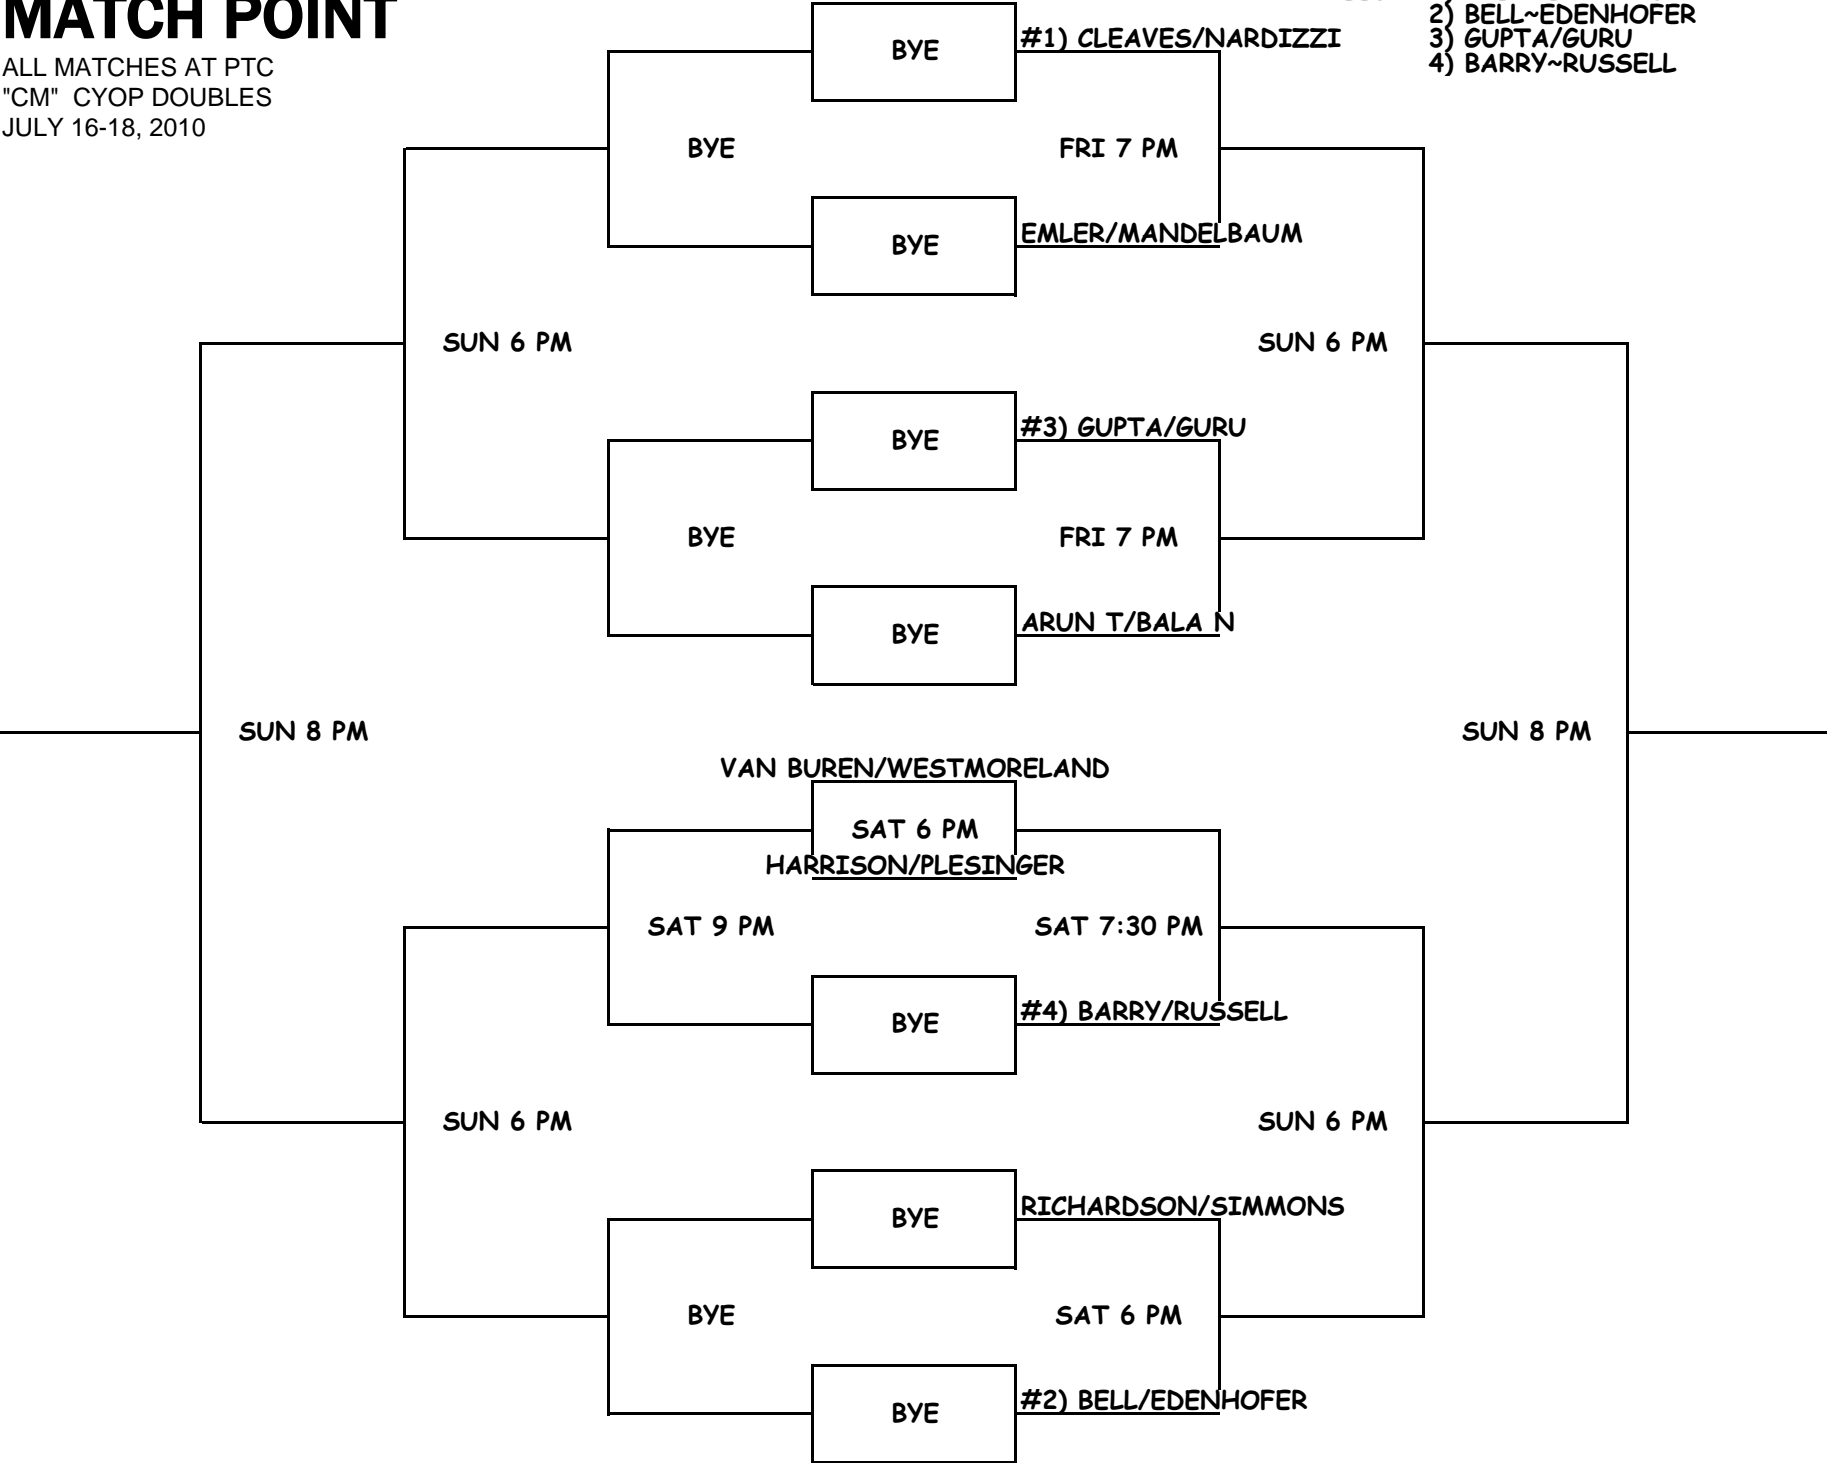 MATCH POINT
ALL MATCHES AT PTC
"CM" CYOP DOUBLES
JULY 16-18, 2010
2) BELL~EDENHOFER
3) GUPTA/GURU
4) BARRY~RUSSELL
BYE
#1) CLEAVES/NARDIZZI
BYE
FRI 7 PM
BYE
EMLER/MANDELBAUM
SUN 6 PM
SUN 6 PM
BYE
#3) GUPTA/GURU
BYE
FRI 7 PM
BYE
ARUN T/BALA N
SUN 8 PM
SUN 8 PM
VAN BUREN/WESTMORELAND
SAT 6 PM
HARRISON/PLESINGER
SAT 9 PM
SAT 7:30 PM
BYE
#4) BARRY/RUSSELL
SUN 6 PM
SUN 6 PM
BYE
RICHARDSON/SIMMONS
BYE
SAT 6 PM
BYE
#2) BELL/EDENHOFER